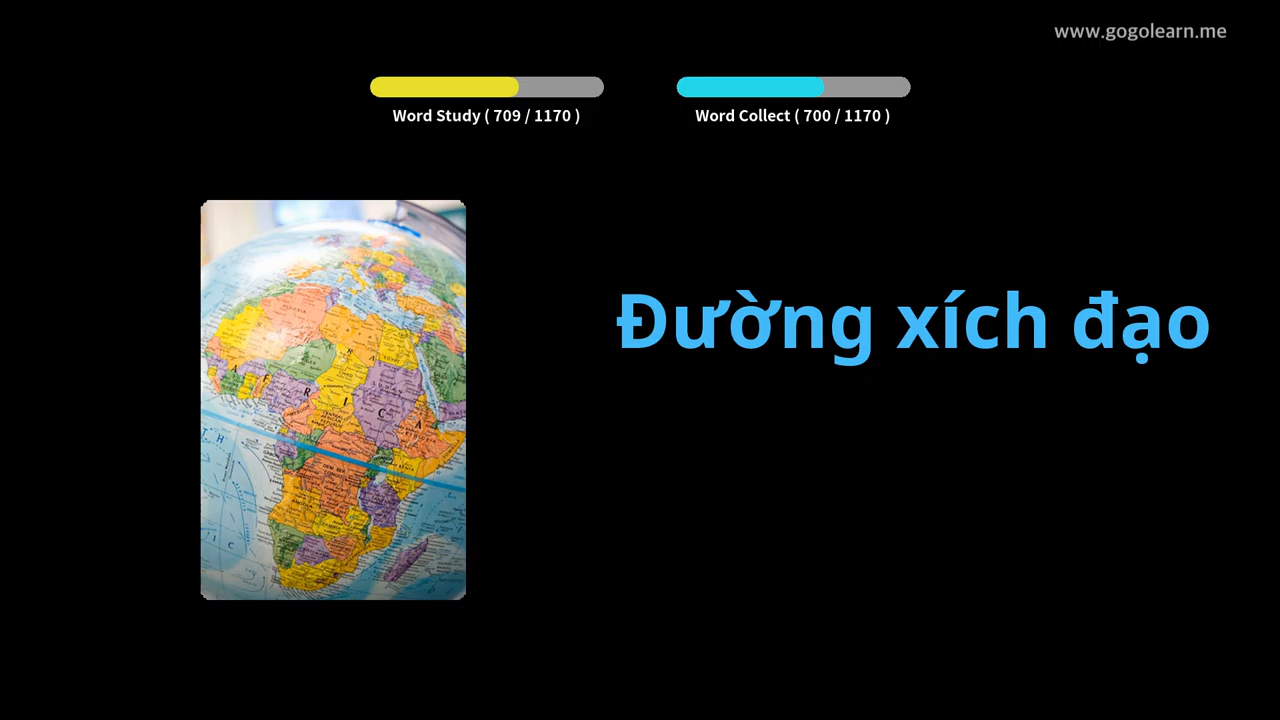 www.gogolearn.me
Word Study ( 709 / 1170 )
Word Collect ( 700 / 1170 )
Đường xích đạo
A F R I C A